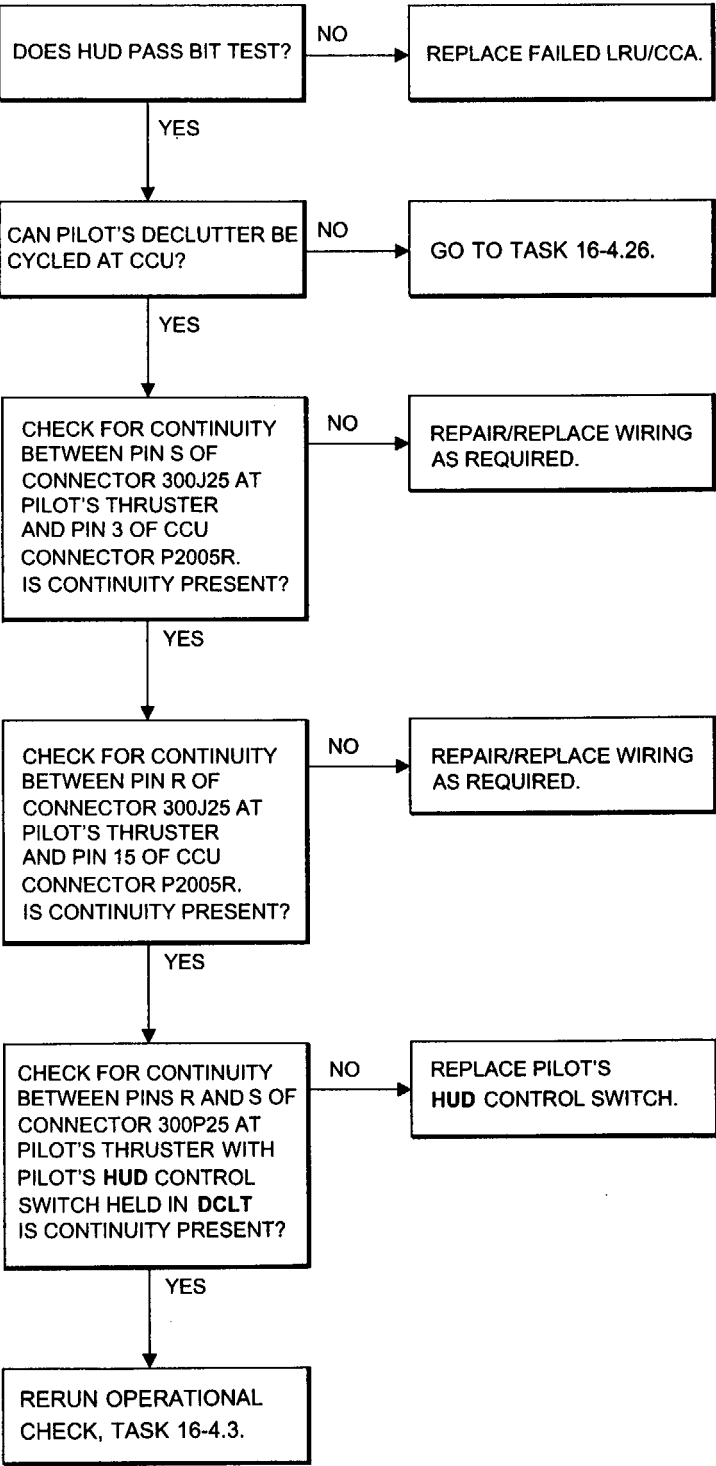 DOES HUD PASS BIT TEST?
NO
REPLACE FAILED LRU/CCA.
YES
CAN PILOT'S DECLUTTER BE
CYCLED AT CCU?
NO
GO TO TASK 16-4.26.
YES
CHECK FOR CONTINUITY
BETWEEN PIN S OF
CONNECTOR 300J25 AT
PILOT'S THRUSTER
AND PIN 3 OF CCU
CONNECTOR P2005R.
IS CONTINUITY PRESENT?
NO
REPAIR/REPLACE WIRING
AS REQUIRED.
YES
CHECK FOR CONTINUITY
BETWEEN PIN R OF
CONNECTOR 300J25 AT
PILOT'S THRUSTER
AND PIN 15 OF CCU
CONNECTOR P2005R.
IS CONTINUITY PRESENT?
NO
REPAIR/REPLACE WIRING
AS REQUIRED.
YES
CHECK FOR CONTINUITY
BETWEEN PINS R AND S OF
CONNECTOR 300P25 AT
PILOT'S THRUSTER WITH
PILOT'S HUD CONTROL
SWITCH HELD IN DCLT
IS CONTINUITY PRESENT?
NO
REPLACE PILOT'S
HUD CONTROL SWITCH.
YES
RERUN OPERATIONAL
CHECK, TASK 16-4.3.